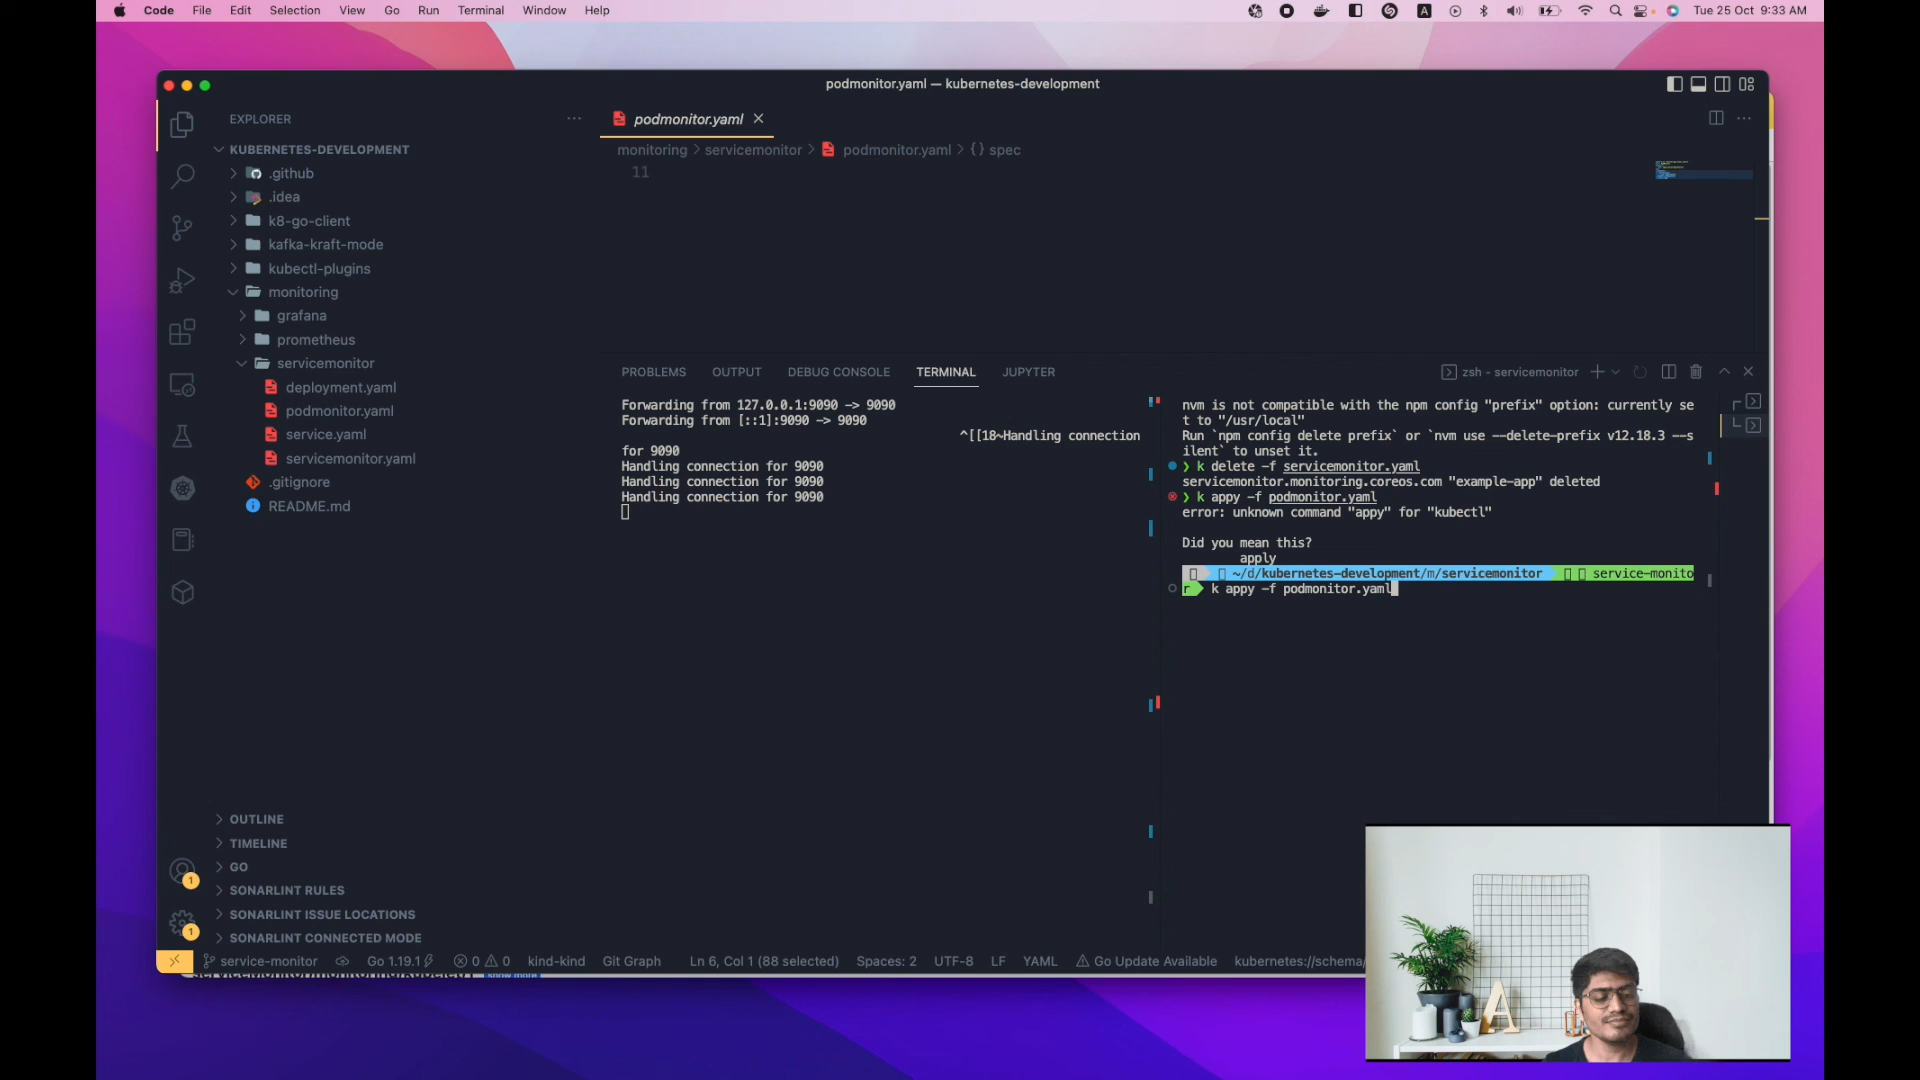 Code File Edit Selection View Go Run Terminal Window Help
A
Tue 25 Oct 9:33 AM
podmonitor.yaml — kubernetes-development
EXPLORER
KUBERNETES-DEVELOPMENT
.github
.idea
k8-go-client
kafka-kraft-mode
kubectl-plugins
monitoring
grafana
prometheus
servicemonitor
deployment.yaml
podmonitor.yaml
service.yaml
servicemonitor.yaml
.gitignore
README.md
OUTLINE
TIMELINE
GO
SONARLINT RULES
SONARLINT ISSUE LOCATIONS
SONARLINT CONNECTED MODE
1
1
podmonitor.yaml
monitoring > servicemonitor > podmonitor.yaml > {} spec
11
PROBLEMS OUTPUT DEBUG CONSOLE TERMINAL JUPYTER
zsh - servicemonitor
Forwarding from 127.0.0.1:9090 -> 9090
Forwarding from [::1]:9090 -> 9090
^[[18~Handling connection
for 9090
Handling connection for 9090
Handling connection for 9090
Handling connection for 9090
nvm is not compatible with the npm config "prefix" option: currently se
t to "/usr/local"
Run `npm config delete prefix` or `nvm use --delete-prefix v12.18.3 --s
ilent` to unset it.
❯ k delete -f servicemonitor.yaml
servicemonitor.monitoring.coreos.com "example-app" deleted
❯ k appy -f podmonitor.yaml
error: unknown command "appy" for "kubectl"
Did you mean this?
apply
~/d/kubernetes-development/m/servicemonitor service-monito
r k appy -f podmonitor.yaml
service-monitor Go 1.19.1 0 0 kind-kind Git Graph Ln 6, Col 1 (88 selected) Spaces: 2 UTF-8 LF YAML Go Update Available kubernetes://schema/
A